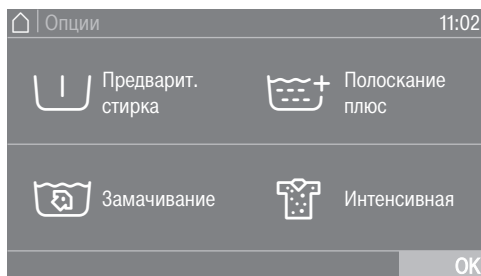 Опции 11:02
Предварит.
стирка
Полоскание
плюс
Замачивание
Интенсивная
OK